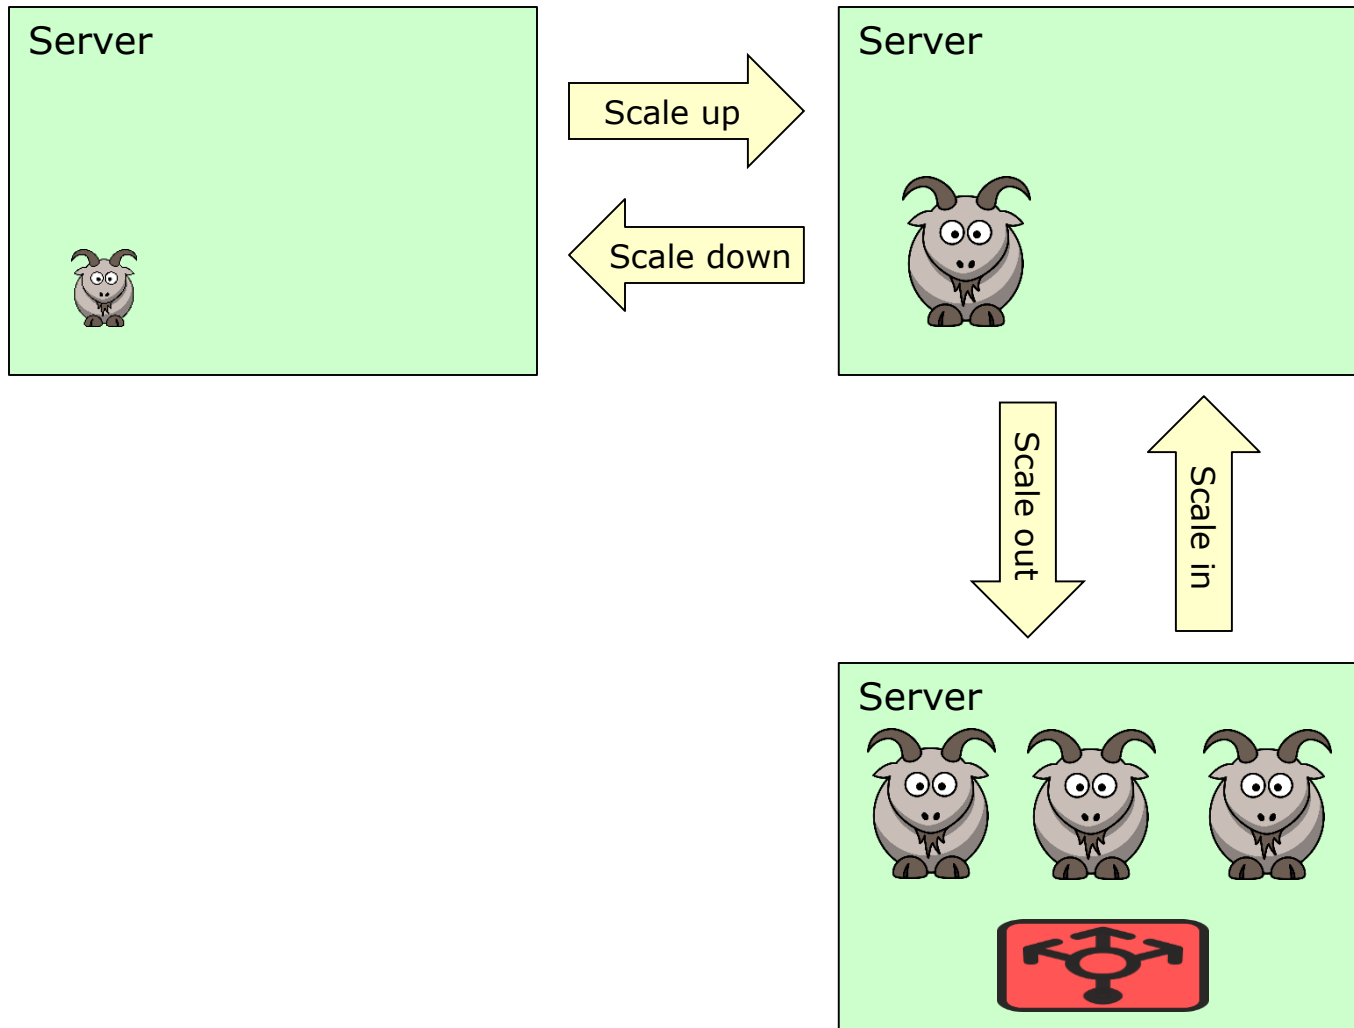 Server
Scale up
Scale down
Server
Scale out
Scale in
Server